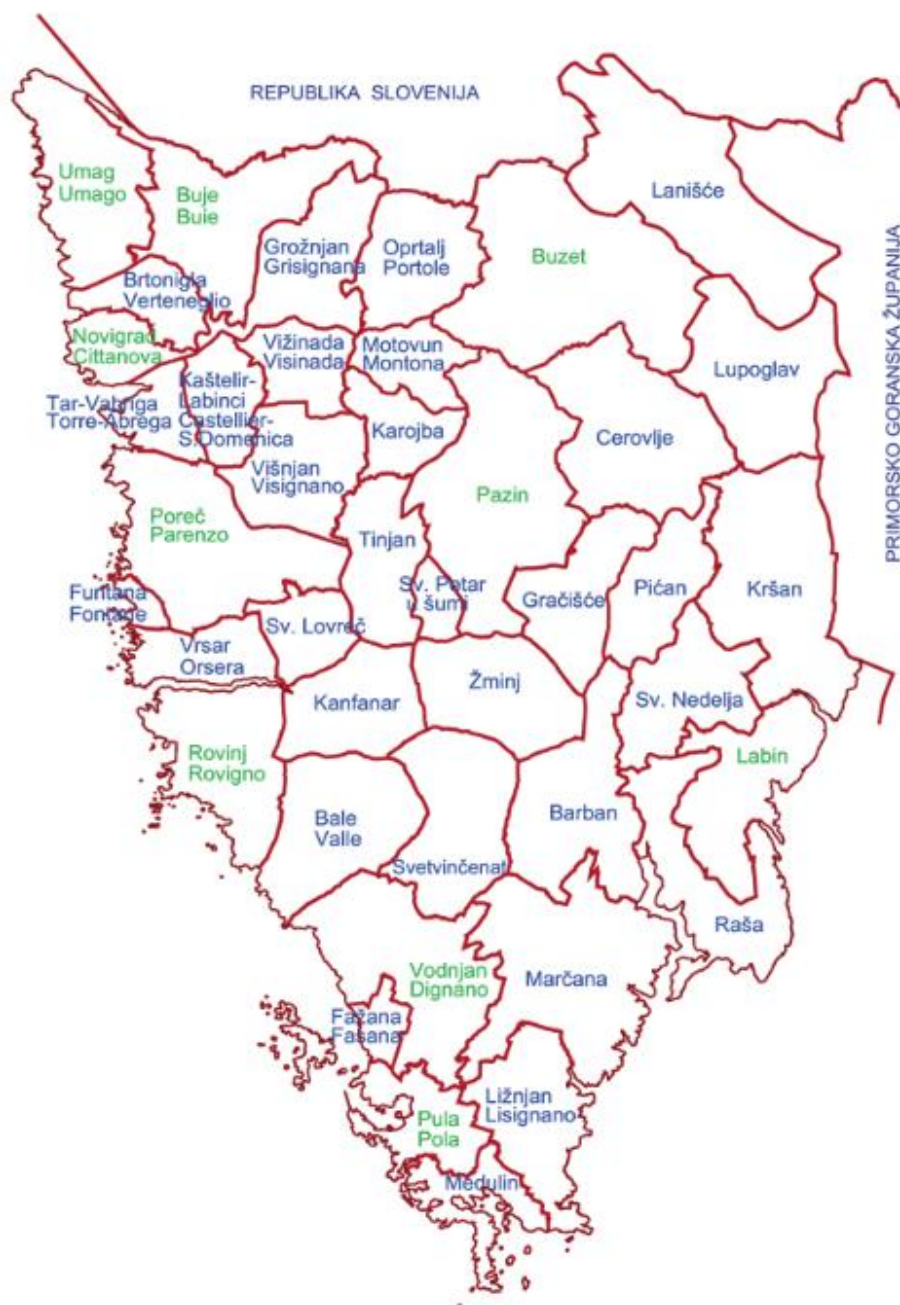 REPUBLIKA SLOVENIJA
Umag
Umago
Buje
Buie
Lanišće
Grožnjan
Grisignana
Oprtalj
Portole
Buzet
PRIMORSKO GORANSKA ŽUPANIJA
Brtonigla
Verteneglio
Novigrad
Cittanova
Vižinada
Visinada
Motovun
Montona
Lupoglav
Tar-Vabriga
Torre-Abrega
Kaštelir-
Labinci
Castellier-
S.Domenica
Karojba
Cerovlje
Višnjan
Visignano
Pazin
Poreč
Parenzo
Tinjan
Sv. Petar
u šumi
Gračišće
Pićan
Kršan
Funtana
Fontane
Sv. Lovreč
Vrsar
Orsera
Kanfanar
Žminj
Sv. Nedelja
Rovinj
Rovigno
Labin
Bale
Valle
Barban
Svetvinčenat
Raša
Vodnjan
Dignano
Marčana
Fažana
Fasana
Ližnjan
Lisignano
Pula
Pola
Medulin